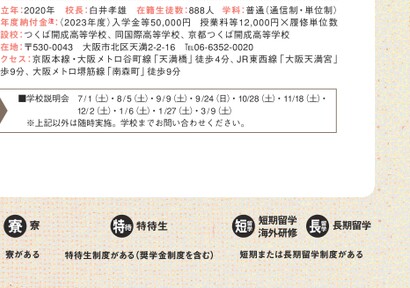 立年：2020年　校長：白井孝雄　在籍生徒数：888人　学科：普通（通信制・単位制）
年度納付金注：（2023年度）入学金等50,000円　授業料等12,000円×履修単位数
設校：つくば開成高等学校、同国際高等学校、京都つくば開成高等学校
在地：〒530-0043　大阪市北区天満2-2-16　℡06-6352-0020
クセス：京阪本線・大阪メトロ谷町線「天満橋」徒歩4分、JR東西線「大阪天満宮」
歩9分、大阪メトロ堺筋線「南森町」徒歩9分
■学校説明会　7/1（土）・8/5（土）・9/9（土）・9/24（日）・10/28（土）・11/18（土）・
12/2（土）・1/6（土）・1/27（土）・3/9（土）
※上記以外は随時実施。学校までお問い合わせください。
寮 寮
特待 特待生
短留学 短期留学
海外研修
長留学 長期留学
寮がある
特待生制度がある（奨学金制度を含む）
短期または長期留学制度がある